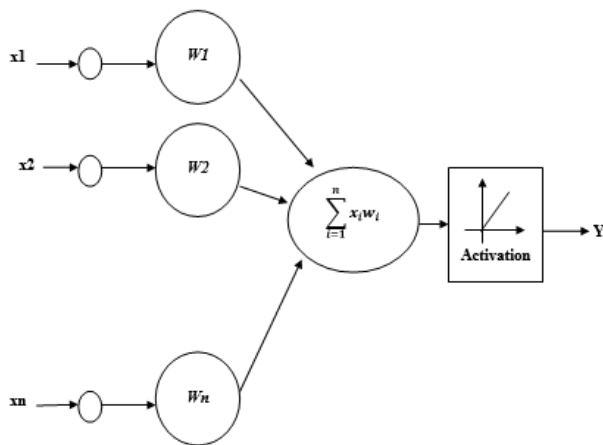 x1
W1
x2
W2
n
∑ xᵢwᵢ
i=1
Activation
Y
xn
Wn